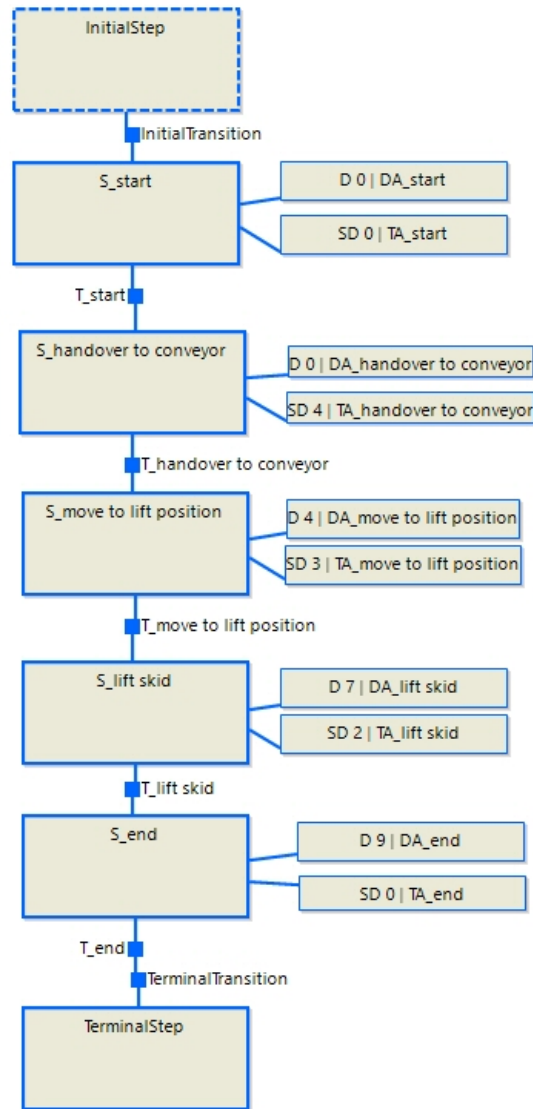 InitialStep
InitialTransition
S_start
D 0 | DA_start
SD 0 | TA_start
T_start
S_handover to conveyor
D 0 | DA_handover to conveyor
SD 4 | TA_handover to conveyor
T_handover to conveyor
S_move to lift position
D 4 | DA_move to lift position
SD 3 | TA_move to lift position
T_move to lift position
S_lift skid
D 7 | DA_lift skid
SD 2 | TA_lift skid
T_lift skid
S_end
D 9 | DA_end
SD 0 | TA_end
T_end
TerminalTransition
TerminalStep